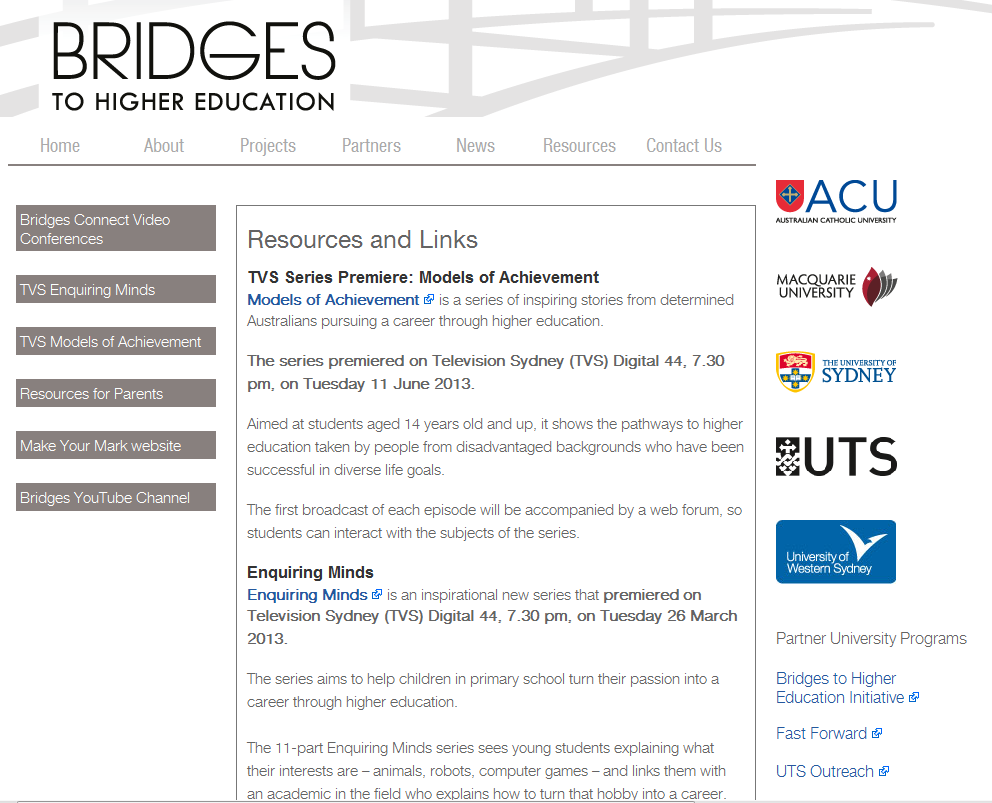 BRIDGES
TO HIGHER EDUCATION
Home About Projects Partners News Resources Contact Us
Bridges Connect Video
Conferences
TVS Enquiring Minds
TVS Models of Achievement
Resources for Parents
Make Your Mark website
Bridges YouTube Channel
Resources and Links
TVS Series Premiere: Models of Achievement
Models of Achievement is a series of inspiring stories from determined
Australians pursuing a career through higher education.
The series premiered on Television Sydney (TVS) Digital 44, 7.30
pm, on Tuesday 11 June 2013.
Aimed at students aged 14 years old and up, it shows the pathways to higher
education taken by people from disadvantaged backgrounds who have been
successful in diverse life goals.
The first broadcast of each episode will be accompanied by a web forum, so
students can interact with the subjects of the series.
Enquiring Minds
Enquiring Minds is an inspirational new series that premiered on
Television Sydney (TVS) Digital 44, 7.30 pm, on Tuesday 26 March
2013.
The series aims to help children in primary school turn their passion into a
career through higher education.
The 11-part Enquiring Minds series sees young students explaining what
their interests are – animals, robots, computer games – and links them with
an academic in the field who explains how to turn that hobby into a career.
ACU
AUSTRALIAN CATHOLIC UNIVERSITY
MACQUARIE
UNIVERSITY
THE UNIVERSITY OF
SYDNEY
UTS
University of
Western Sydney
Partner University Programs
Bridges to Higher
Education Initiative
Fast Forward
UTS Outreach